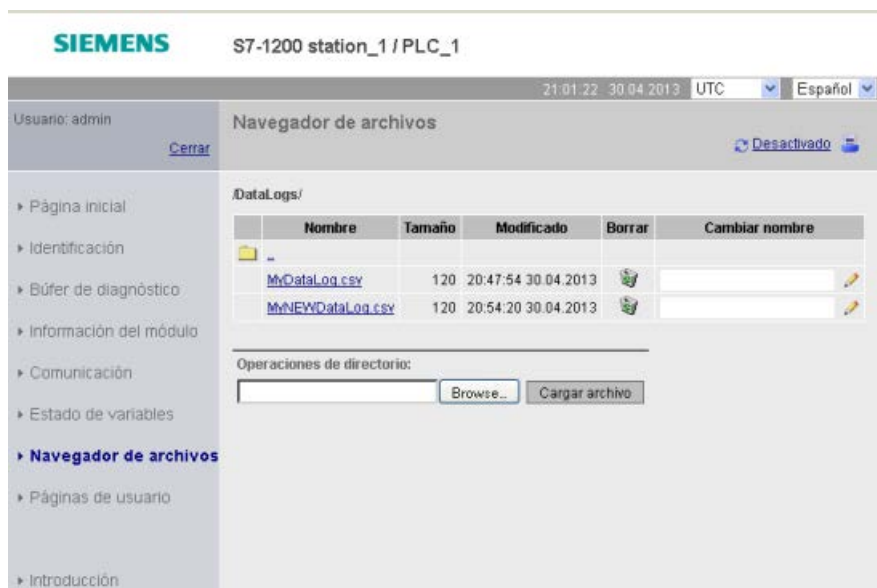 SIEMENS
S7-1200 station_1 / PLC_1
21:01:22 30.04.2013 UTC Español
Usuario: admin
Cerrar
Navegador de archivos
Desactivado
Página inicial
Identificación
Búfer de diagnóstico
Información del módulo
Comunicación
Estado de variables
Navegador de archivos
Páginas de usuario
Introducción
/DataLogs/
Nombre Tamaño Modificado Borrar Cambiar nombre
..
MyDataLog.csv 120 20:47:54 30.04.2013
MyNEWDataLog.csv 120 20:54:20 30.04.2013
Operaciones de directorio:
Browse... Cargar archivo